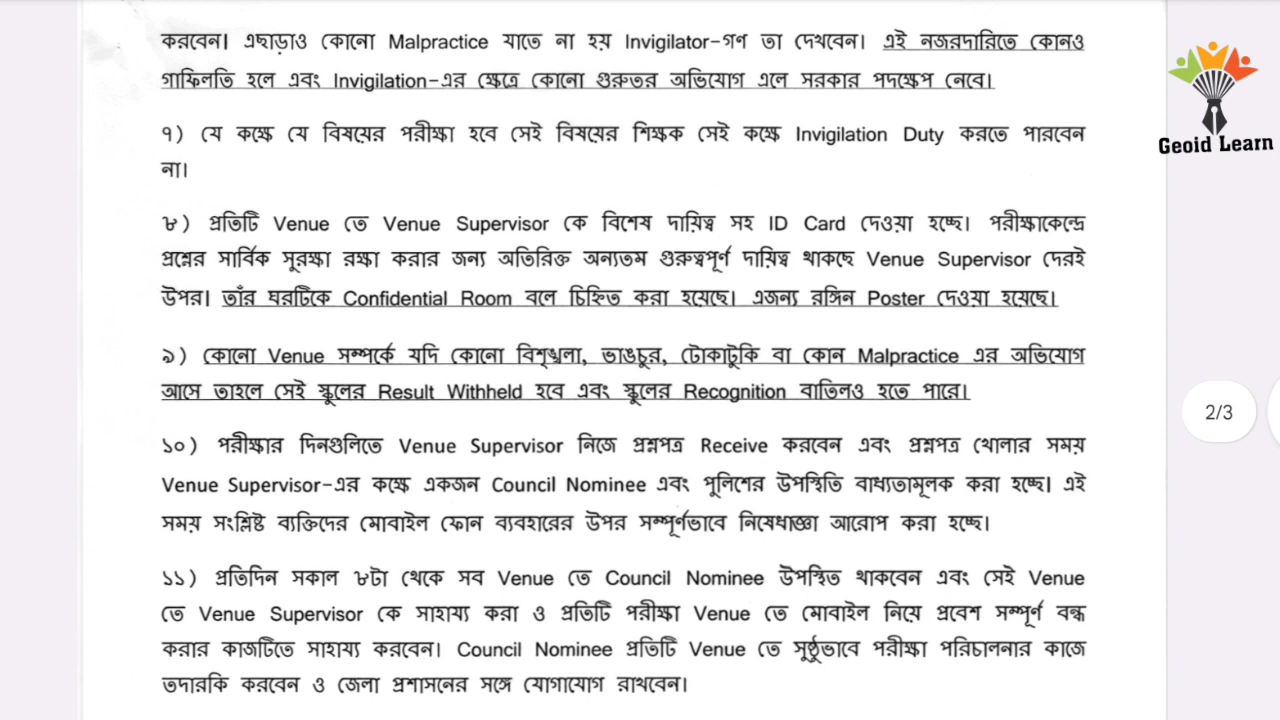 করবেন। এছাড়াও কোনো Malpractice যাতে না হয় Invigilator-গণ তা দেখবেন। এই নজরদারিতে কোনও
গাফিলতি হলে এবং Invigilation-এর ক্ষেত্রে কোনো গুরুতর অভিযোগ এলে সরকার পদক্ষেপ নেবে।
৭) যে কক্ষে যে বিষয়ের পরীক্ষা হবে সেই বিষয়ের শিক্ষক সেই কক্ষে Invigilation Duty করতে পারবেন
না।
৮) প্রতিটি Venue তে Venue Supervisor কে বিশেষ দায়িত্ব সহ ID Card দেওয়া হচ্ছে। পরীক্ষাকেন্দ্রে
প্রশ্নের সার্বিক সুরক্ষা রক্ষা করার জন্য অতিরিক্ত অন্যতম গুরুত্বপূর্ণ দায়িত্ব থাকছে Venue Supervisor দেরই
উপর। তাঁর ঘরটিকে Confidential Room বলে চিহ্নিত করা হয়েছে। এজন্য রঙ্গিন Poster দেওয়া হয়েছে।
৯) কোনো Venue সম্পর্কে যদি কোনো বিশৃঙ্খলা, ভাঙচুর, টোকাটুকি বা কোন Malpractice এর অভিযোগ
আসে তাহলে সেই স্কুলের Result Withheld হবে এবং স্কুলের Recognition বাতিলও হতে পারে।
১০) পরীক্ষার দিনগুলিতে Venue Supervisor নিজে প্রশ্নপত্র Receive করবেন এবং প্রশ্নপত্র খোলার সময়
Venue Supervisor-এর কক্ষে একজন Council Nominee এবং পুলিশের উপস্থিতি বাধ্যতামূলক করা হচ্ছে। এই
সময় সংশ্লিষ্ট ব্যক্তিদের মোবাইল ফোন ব্যবহারের উপর সম্পূর্ণভাবে নিষেধাজ্ঞা আরোপ করা হচ্ছে।
১১) প্রতিদিন সকাল ৮টা থেকে সব Venue তে Council Nominee উপস্থিত থাকবেন এবং সেই Venue
তে Venue Supervisor কে সাহায্য করা ও প্রতিটি পরীক্ষা Venue তে মোবাইল নিয়ে প্রবেশ সম্পূর্ণ বন্ধ
করার কাজটিতে সাহায্য করবেন। Council Nominee প্রতিটি Venue তে সুষ্ঠুভাবে পরীক্ষা পরিচালনার কাজে
তদারকি করবেন ও জেলা প্রশাসনের সঙ্গে যোগাযোগ রাখবেন।
Geoid Learn
2/3